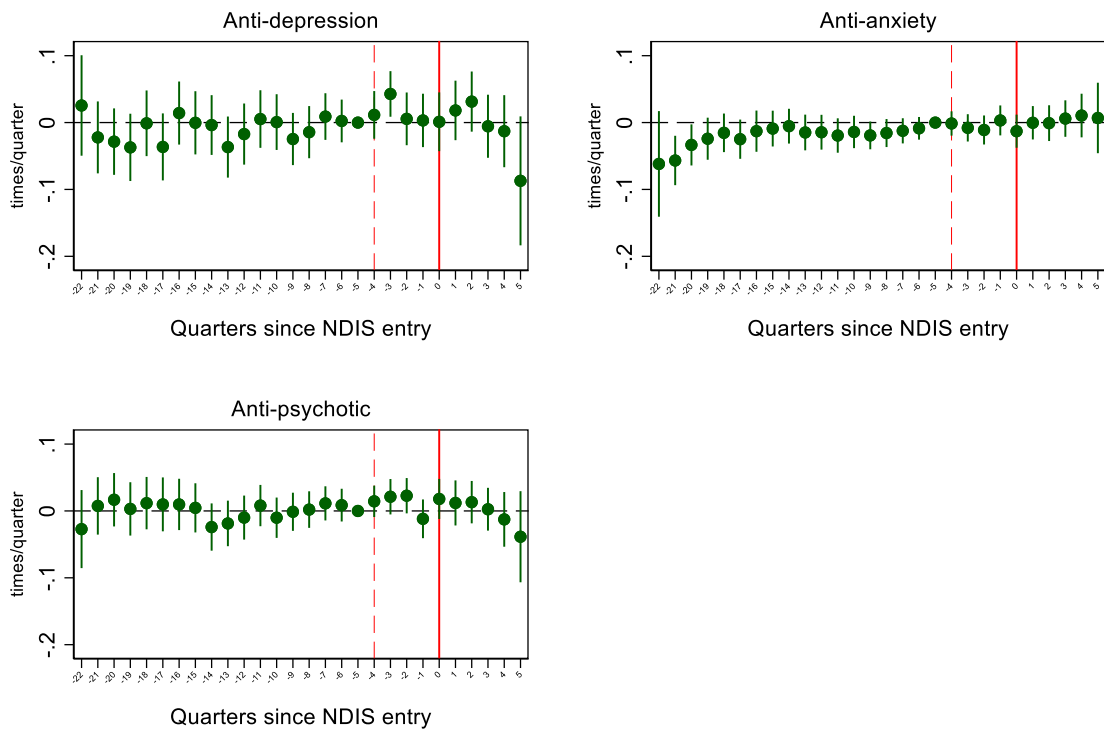 Anti-depression
times/quarter
.1
0
-.1
-.2
-22 -21 -20 -19 -18 -17 -16 -15 -14 -13 -12 -11 -10 -9 -8 -7 -6 -5 -4 -3 -2 -1 0 1 2 3 4 5
Quarters since NDIS entry
Anti-anxiety
times/quarter
.1
0
-.1
-.2
-22 -21 -20 -19 -18 -17 -16 -15 -14 -13 -12 -11 -10 -9 -8 -7 -6 -5 -4 -3 -2 -1 0 1 2 3 4 5
Quarters since NDIS entry
Anti-psychotic
times/quarter
.1
0
-.1
-.2
-22 -21 -20 -19 -18 -17 -16 -15 -14 -13 -12 -11 -10 -9 -8 -7 -6 -5 -4 -3 -2 -1 0 1 2 3 4 5
Quarters since NDIS entry